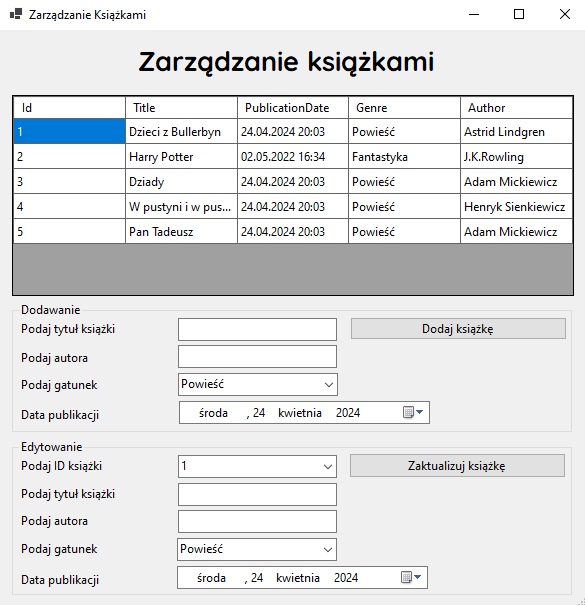 Zarządzanie Książkami
Zarządzanie książkami
Id Title PublicationDate Genre Author
1 Dzieci z Bullerbyn 24.04.2024 20:03 Powieść Astrid Lindgren
2 Harry Potter 02.05.2022 16:34 Fantastyka J.K.Rowling
3 Dziady 24.04.2024 20:03 Powieść Adam Mickiewicz
4 W pustyni i w pus... 24.04.2024 20:03 Powieść Henryk Sienkiewicz
5 Pan Tadeusz 24.04.2024 20:03 Powieść Adam Mickiewicz
Dodawanie
Podaj tytuł książki Dodaj książkę
Podaj autora
Podaj gatunek Powieść
Data publikacji środa , 24 kwietnia 2024
Edytowanie
Podaj ID książki 1 Zaktualizuj książkę
Podaj tytuł książki
Podaj autora
Podaj gatunek Powieść
Data publikacji środa , 24 kwietnia 2024